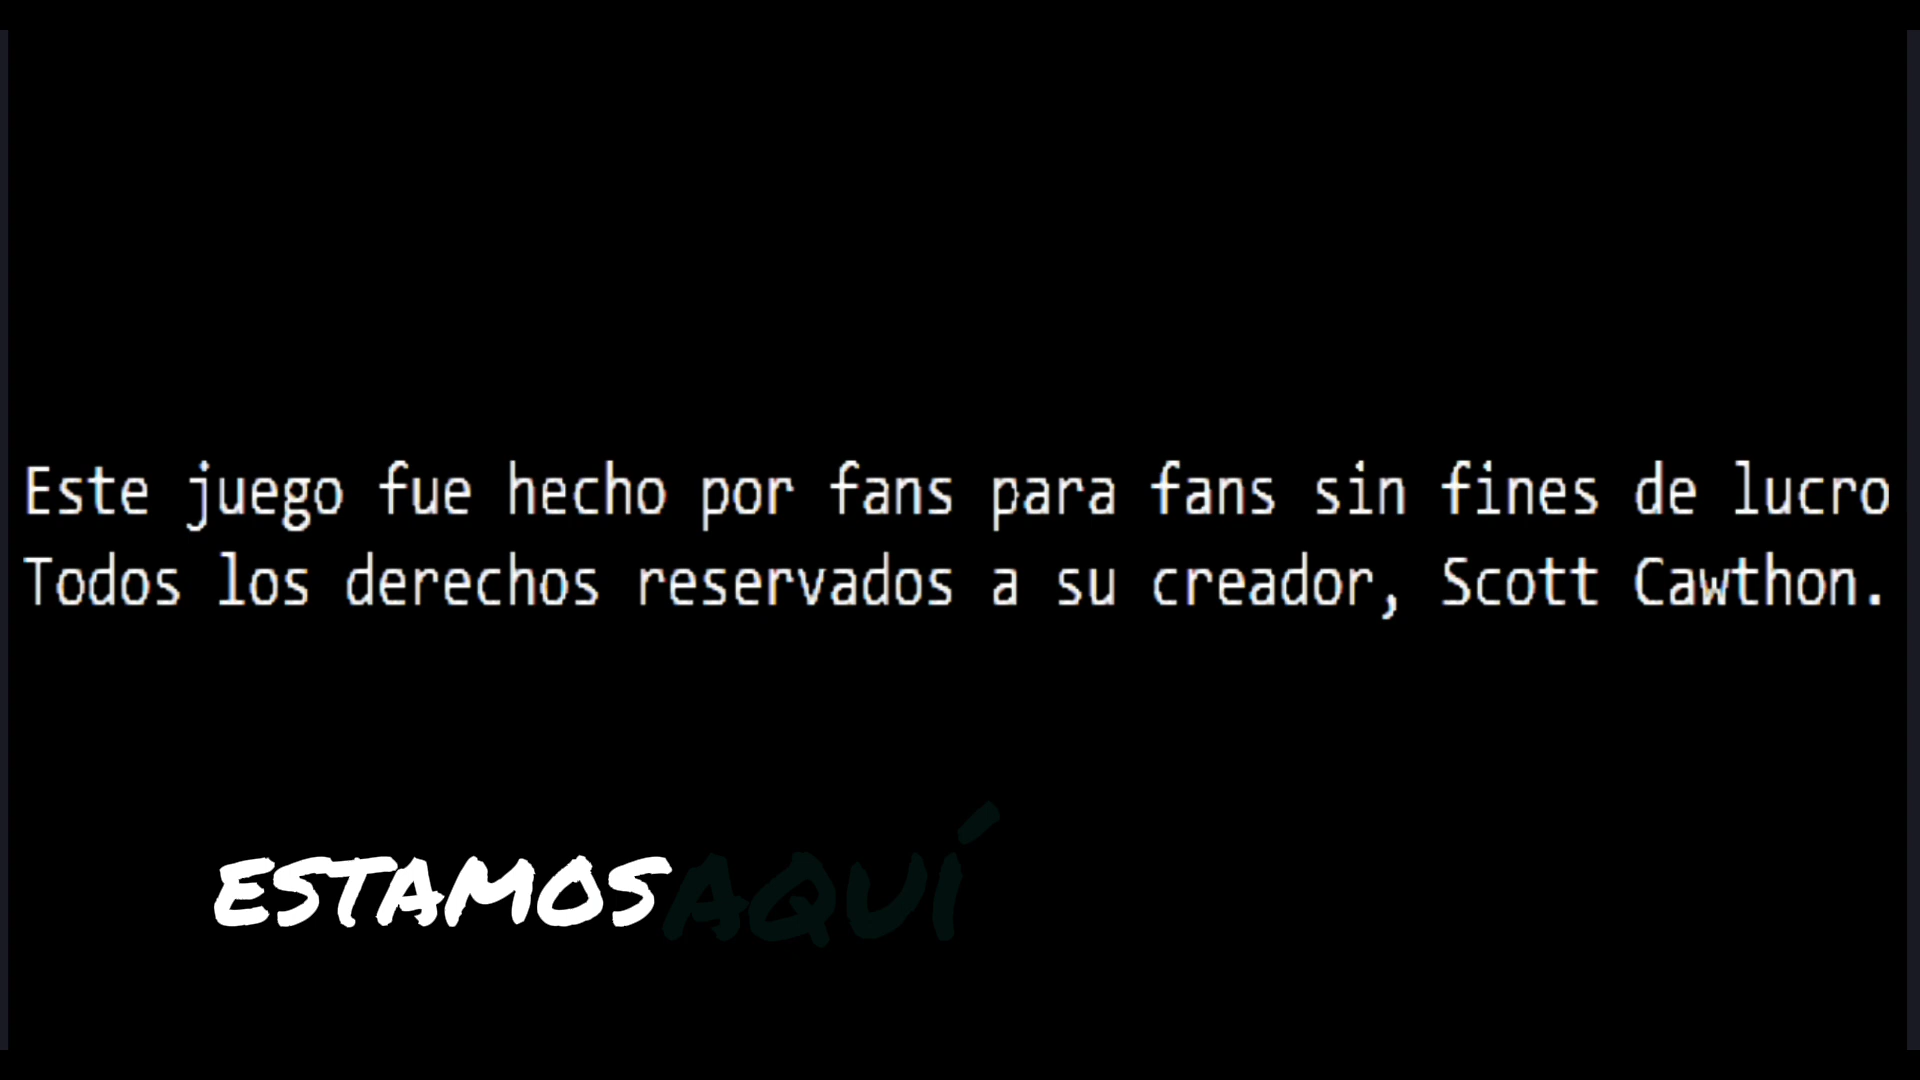 Este juego fue hecho por fans para fans sin fines de lucro
Todos los derechos reservados a su creador, Scott Cawthon.
ESTAMOS AQUÍ